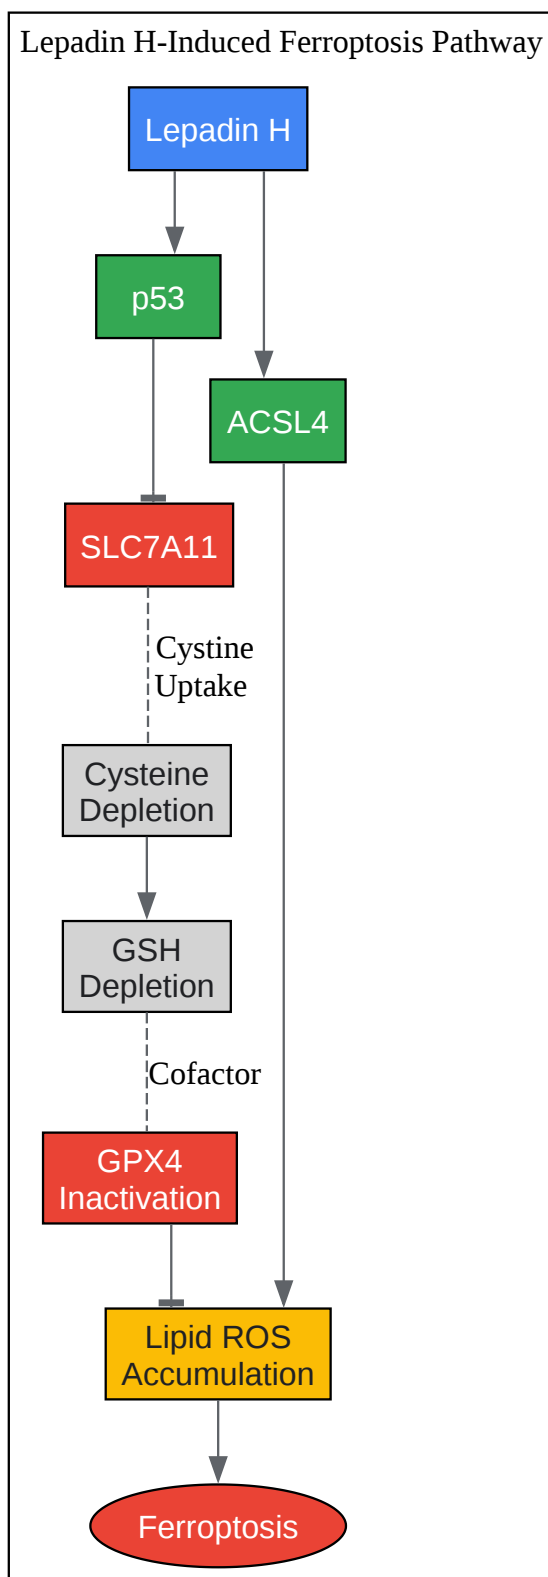 Lepadin H-Induced Ferroptosis Pathway
Lepadin H
p53
ACSL4
SLC7A11
Cystine
Uptake
Cysteine
Depletion
GSH
Depletion
Cofactor
GPX4
Inactivation
Lipid ROS
Accumulation
Ferroptosis